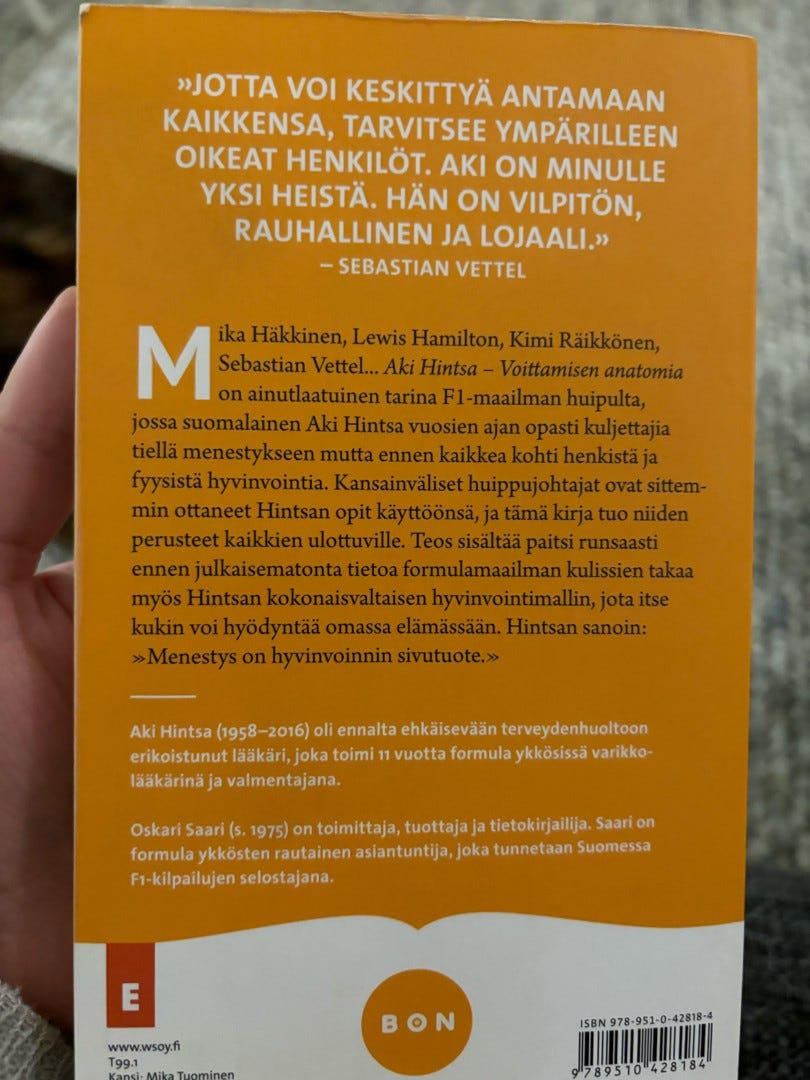 »JOTTA VOI KESKITTYÄ ANTAMAAN
KAIKKENSA, TARVITSEE YMPÄRILLEEN
OIKEAT HENKILÖT. AKI ON MINULLE
YKSI HEISTÄ. HÄN ON VILPITÖN,
RAUHALLINEN JA LOJAALI.»
– SEBASTIAN VETTEL
Mika Häkkinen, Lewis Hamilton, Kimi Räikkönen,
Sebastian Vettel... Aki Hintsa – Voittamisen anatomia
on ainutlaatuinen tarina F1-maailman huipulta,
jossa suomalainen Aki Hintsa vuosien ajan opasti kuljettajia
tiellä menestykseen mutta ennen kaikkea kohti henkistä ja
fyysistä hyvinvointia. Kansainväliset huippujohtajat ovat sittem-
min ottaneet Hintsan opit käyttöönsä, ja tämä kirja tuo niiden
perusteet kaikkien ulottuville. Teos sisältää paitsi runsaasti
ennen julkaisematonta tietoa formulamaailman kulissien takaa
myös Hintsan kokonaisvaltaisen hyvinvointimallin, jota itse
kukin voi hyödyntää omassa elämässään. Hintsan sanoin:
»Menestys on hyvinvoinnin sivutuote.»
Aki Hintsa (1958–2016) oli ennalta ehkäisevään terveydenhuoltoon
erikoistunut lääkäri, joka toimi 11 vuotta formula ykkösissä varikko-
lääkärinä ja valmentajana.
Oskari Saari (s. 1975) on toimittaja, tuottaja ja tietokirjailija. Saari on
formula ykkösten rautainen asiantuntija, joka tunnetaan Suomessa
F1-kilpailujen selostajana.
E
BON
www.wsoy.fi
T99.1
Kansi: Mika Tuominen
ISBN 978-951-0-42818-4
9 789510 428184